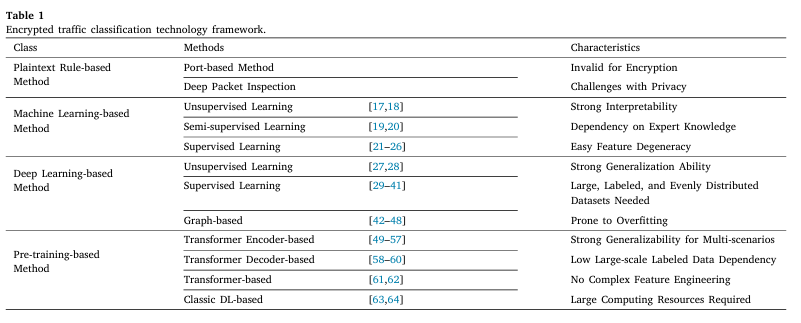 Table 1
Encrypted traffic classification technology framework.
Class Methods Characteristics
Plaintext Rule-based Method Port-based Method Invalid for Encryption
Deep Packet Inspection Challenges with Privacy
Machine Learning-based Method Unsupervised Learning [17,18] Strong Interpretability
Semi-supervised Learning [19,20] Dependency on Expert Knowledge
Supervised Learning [21–26] Easy Feature Degeneracy
Deep Learning-based Method Unsupervised Learning [27,28] Strong Generalization Ability
Supervised Learning [29–41] Large, Labeled, and Evenly Distributed
Datasets Needed
Graph-based [42–48] Prone to Overfitting
Pre-training-based Method Transformer Encoder-based [49–57] Strong Generalizability for Multi-scenarios
Transformer Decoder-based [58–60] Low Large-scale Labeled Data Dependency
Transformer-based [61,62] No Complex Feature Engineering
Classic DL-based [63,64] Large Computing Resources Required